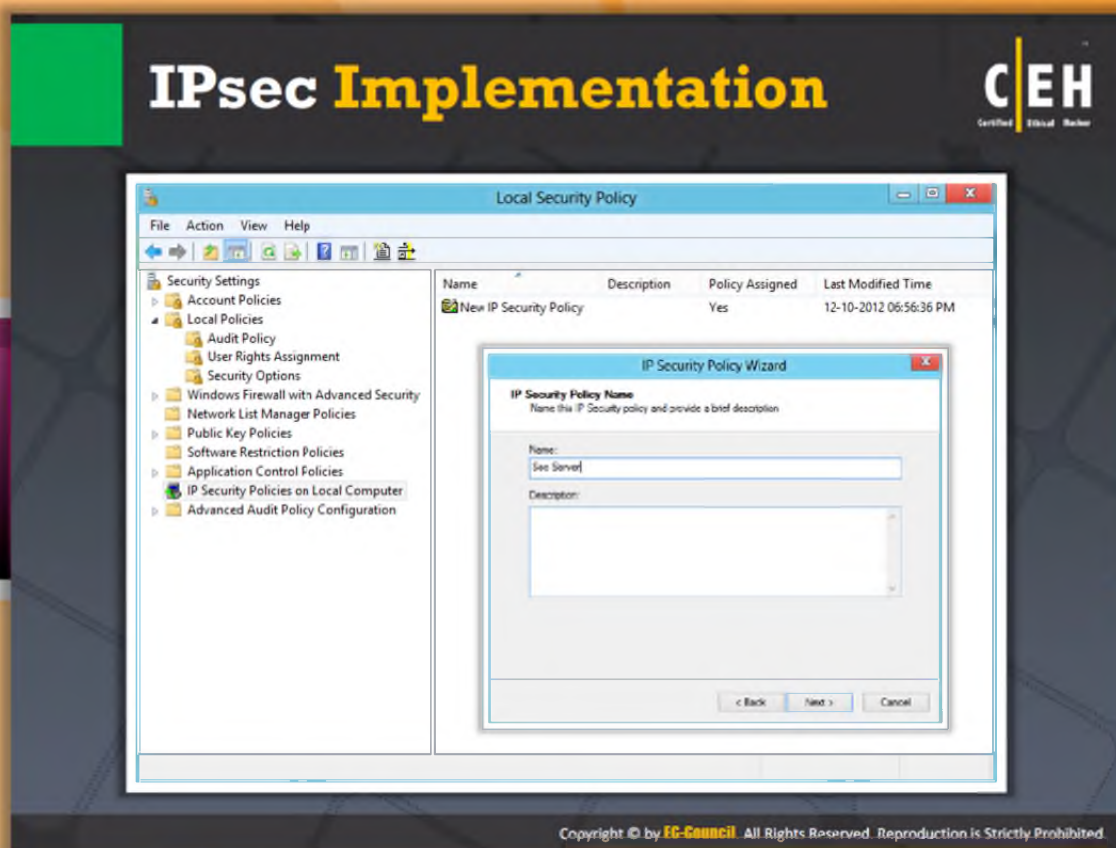 IPsec Implementation
CEH
Certified Ethical Hacker
Local Security Policy
File Action View Help
Security Settings
Account Policies
Local Policies
Audit Policy
User Rights Assignment
Security Options
Windows Firewall with Advanced Security
Network List Manager Policies
Public Key Policies
Software Restriction Policies
Application Control Policies
IP Security Policies on Local Computer
Advanced Audit Policy Configuration
Name Description Policy Assigned Last Modified Time
New IP Security Policy Yes 12-10-2012 06:56:36 PM
IP Security Policy Wizard
IP Security Policy Name
Name this IP Security policy and provide a brief description
Name:
Sec Server
Description:
< Back Next > Cancel
Copyright © by EC-Council. All Rights Reserved. Reproduction is Strictly Prohibited.